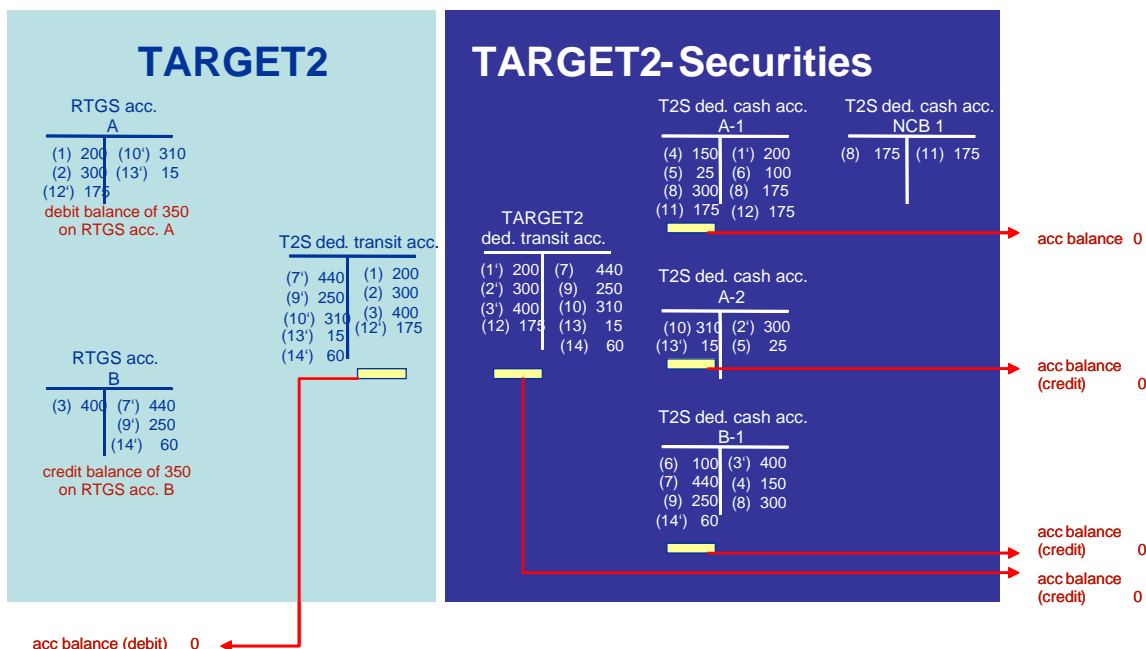 TARGET2
RTGS acc.
A
(1) 200 (10‘) 310
(2) 300 (13‘) 15
(12‘) 175
debit balance of 350
on RTGS acc. A
T2S ded. transit acc.
(7‘) 440 (1) 200
(9‘) 250 (2) 300
(10‘) 310 (3) 400
(13‘) 15 (12‘) 175
(14‘) 60
RTGS acc.
B
(3) 400 (7‘) 440
(9‘) 250
(14‘) 60
credit balance of 350
on RTGS acc. B
acc balance (debit) 0
TARGET2-Securities
TARGET2
ded. transit acc.
(1‘) 200 (7) 440
(2‘) 300 (9) 250
(3‘) 400 (10) 310
(12) 175 (13) 15
(14) 60
T2S ded. cash acc.
A-1
(4) 150 (1‘) 200
(5) 25 (6) 100
(8) 300 (8) 175
(11) 175 (12) 175
T2S ded. cash acc.
NCB 1
(8) 175 (11) 175
acc balance 0
T2S ded. cash acc.
A-2
(10) 310 (2‘) 300
(13‘) 15 (5) 25
acc balance
(credit) 0
T2S ded. cash acc.
B-1
(6) 100 (3‘) 400
(7) 440 (4) 150
(9) 250 (8) 300
(14‘) 60
acc balance
(credit) 0
acc balance
(credit) 0